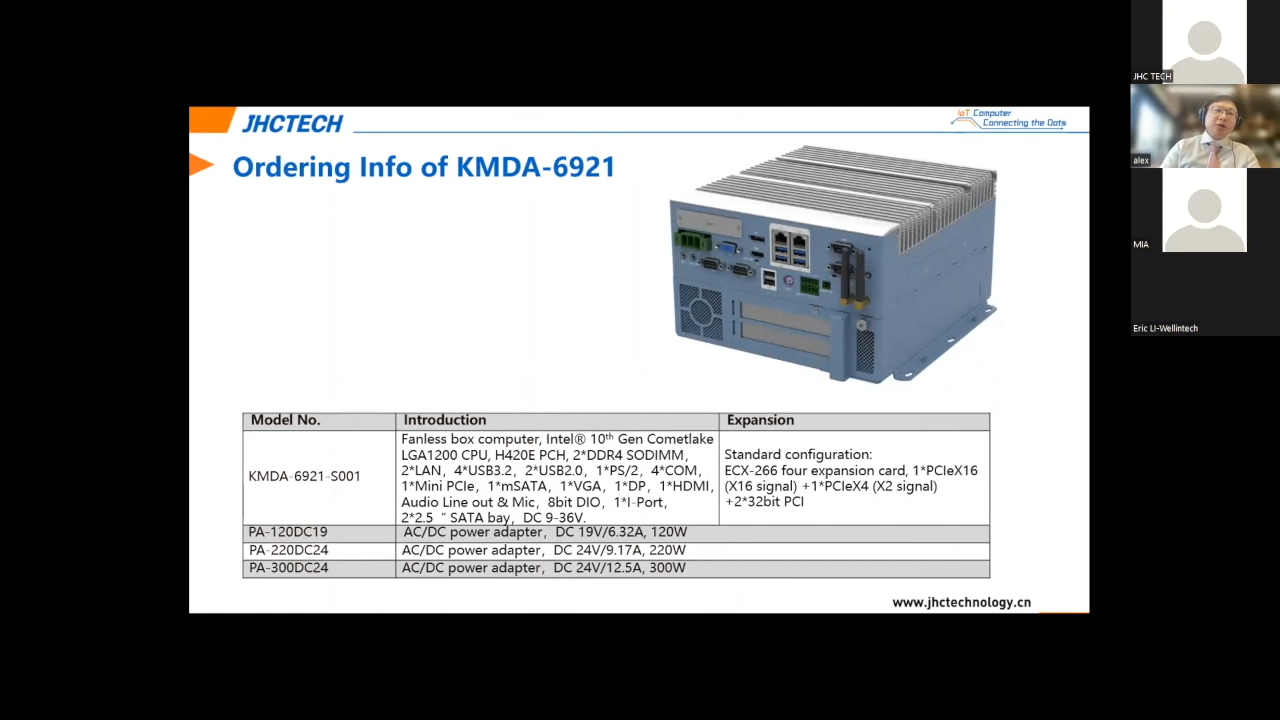 JHCTECH
IoT Computer
Connecting the Dots
Ordering Info of KMDA-6921
Model No.
Introduction
Expansion
KMDA-6921-S001
Fanless box computer, Intel® 10th Gen Cometlake
LGA1200 CPU, H420E PCH, 2*DDR4 SODIMM,
2*LAN, 4*USB3.2, 2*USB2.0, 1*PS/2, 4*COM,
1*Mini PCIe, 1*mSATA, 1*VGA, 1*DP, 1*HDMI,
Audio Line out & Mic, 8bit DIO, 1*I-Port,
2*2.5 “ SATA bay, DC 9-36V.
Standard configuration:
ECX-266 four expansion card, 1*PCIeX16
(X16 signal) +1*PCIeX4 (X2 signal)
+2*32bit PCI
PA-120DC19
AC/DC power adapter, DC 19V/6.32A, 120W
PA-220DC24
AC/DC power adapter, DC 24V/9.17A, 220W
PA-300DC24
AC/DC power adapter, DC 24V/12.5A, 300W
www.jhctechnology.cn
JHC TECH
alex
MIA
Eric LI-Wellintech